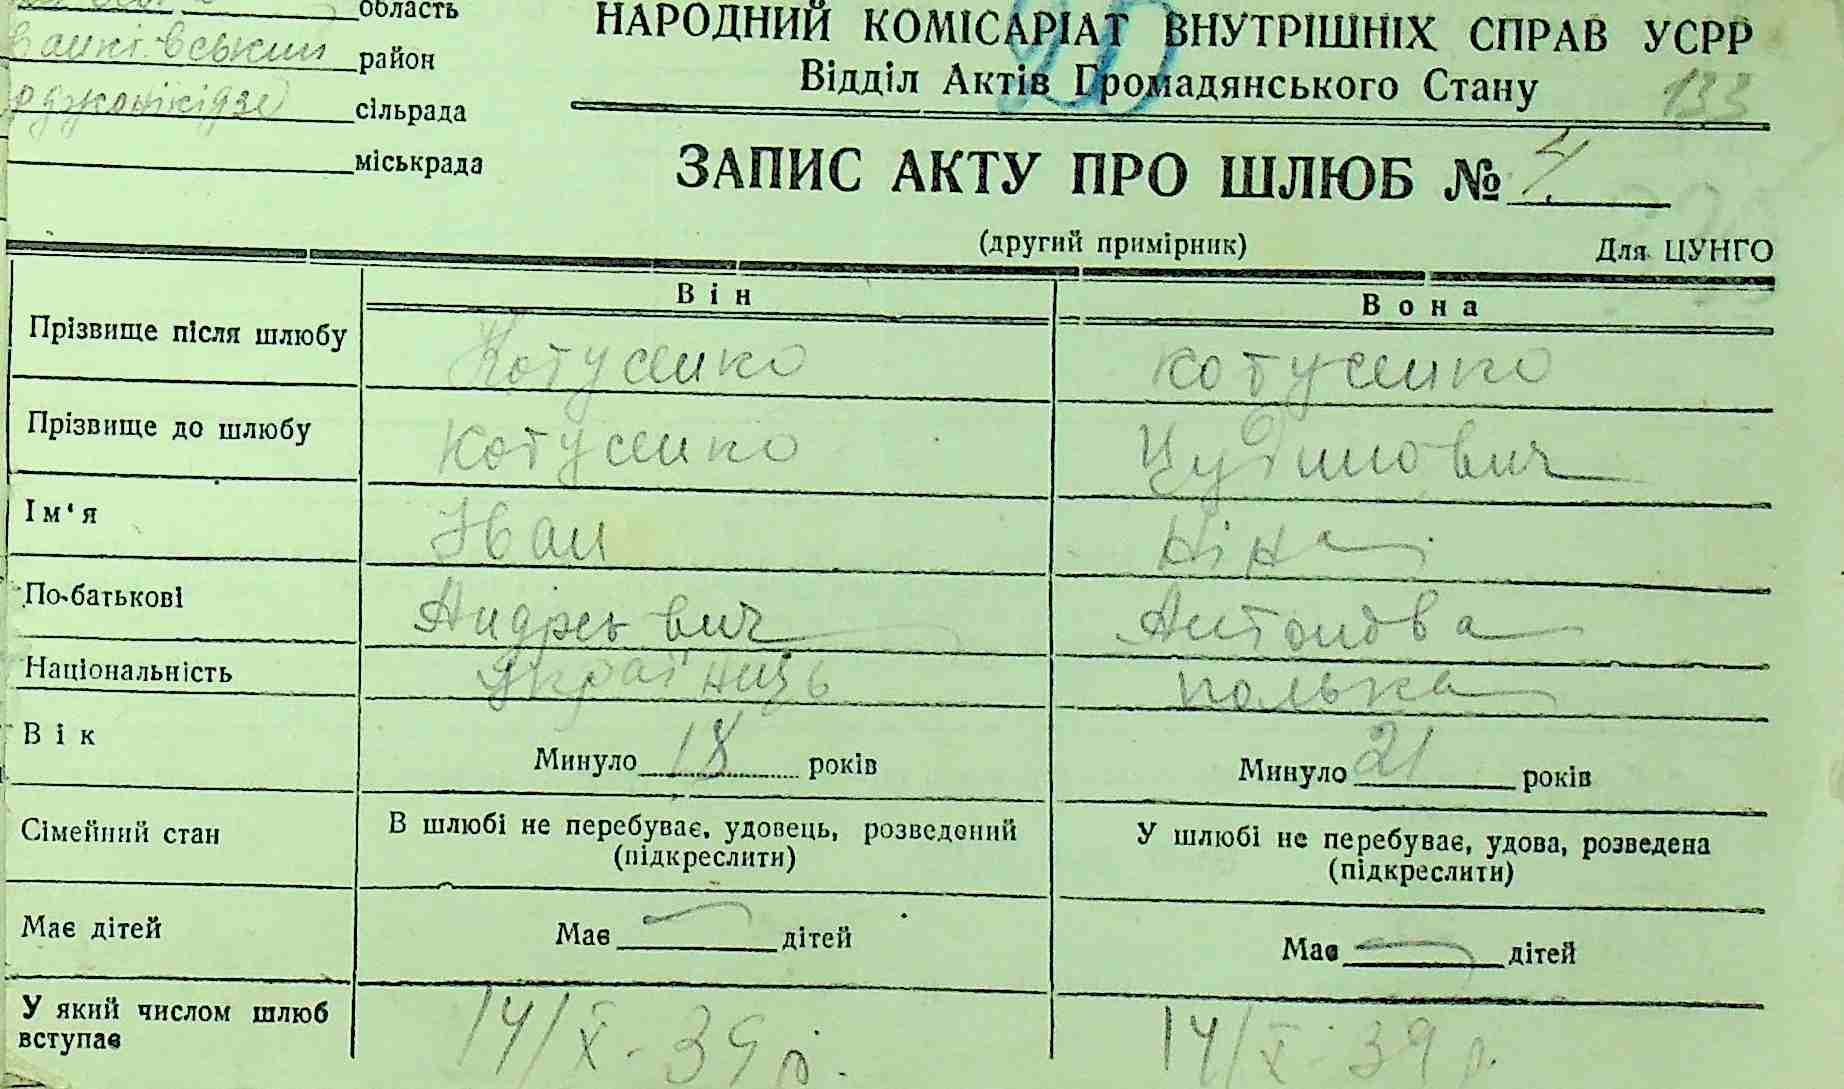 область
НАРОДНИЙ КОМІСАРІАТ ВНУТРІШНІХ СПРАВ УСРР
район
Відділ Актів Громадянського Стану
133
сільрада
міськрада
ЗАПИС АКТУ ПРО ШЛЮБ № 4
(другий примірник)
Для ЦУНГО
Він Вона
Прізвище після шлюбу Котусенко Котусенко
Прізвище до шлюбу Котусенко
Ім'я Іван Ніна
По-батькові Андрієвич Антонова
Національність Українець полька
Вік Минуло 18 років Минуло 21 років
Сімейний стан В шлюбі не перебуває, удовець, розведений У шлюбі не перебуває, удова, розведена
(підкреслити) (підкреслити)
Має дітей Має дітей Має дітей
У який числом шлюб вступає 14/X-39 р. 14/X-39 р.